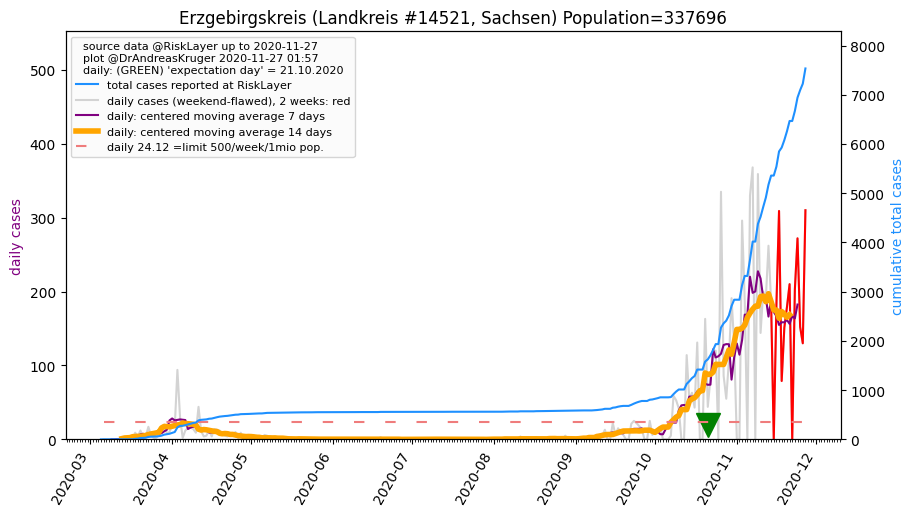 Erzgebirgskreis (Landkreis #14521, Sachsen) Population=337696
source data @RiskLayer up to 2020-11-27
plot @DrAndreasKruger 2020-11-27 01:57
daily: (GREEN) 'expectation day' = 21.10.2020
total cases reported at RiskLayer
daily cases (weekend-flawed), 2 weeks: red
daily: centered moving average 7 days
daily: centered moving average 14 days
daily 24.12 =limit 500/week/1mio pop.
daily cases
500
400
300
200
100
0
cumulative total cases
8000
7000
6000
5000
4000
3000
2000
1000
0
2020-03
2020-04
2020-05
2020-06
2020-07
2020-08
2020-09
2020-10
2020-11
2020-12